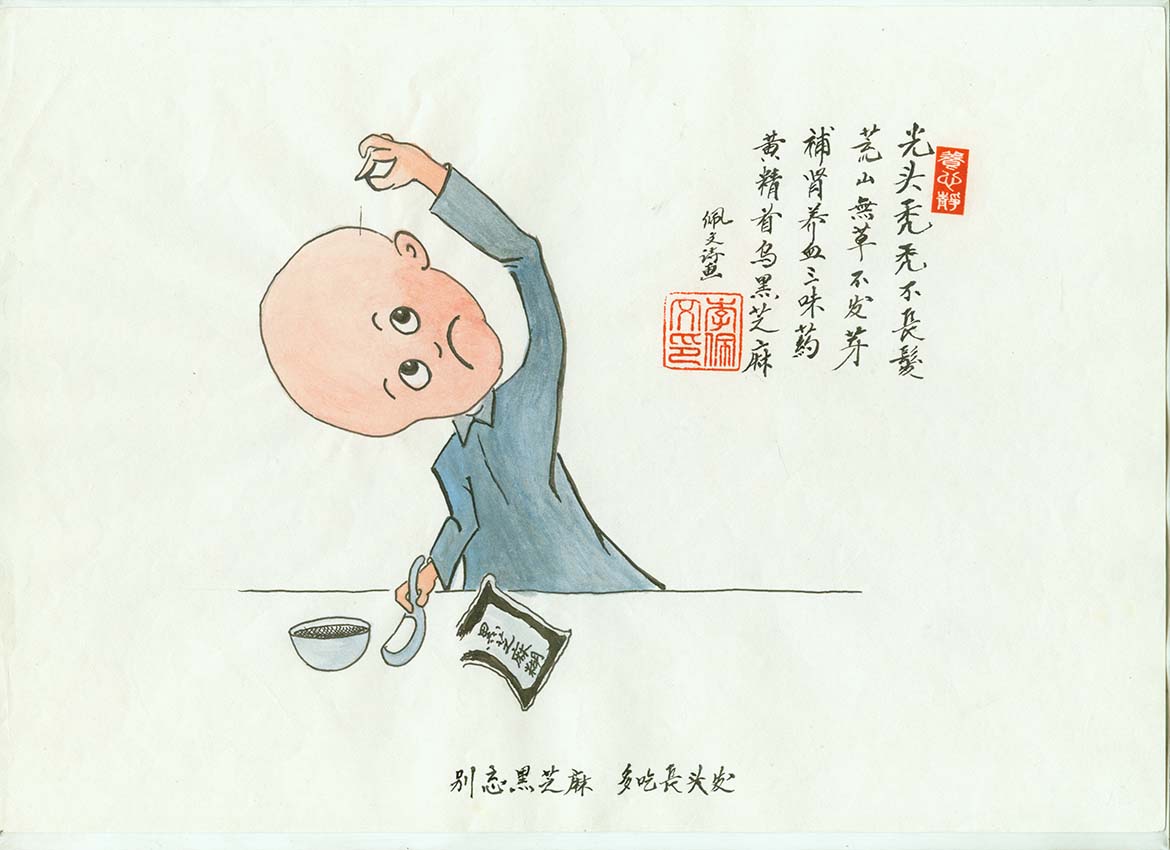 養心靜
光头秃秃不長髮
荒山無草不发芽
補肾养血三味药
黄精首乌黑芝麻
佩文诗画
李佩文印
黑芝麻糊
别忘黑芝麻 多吃長头发